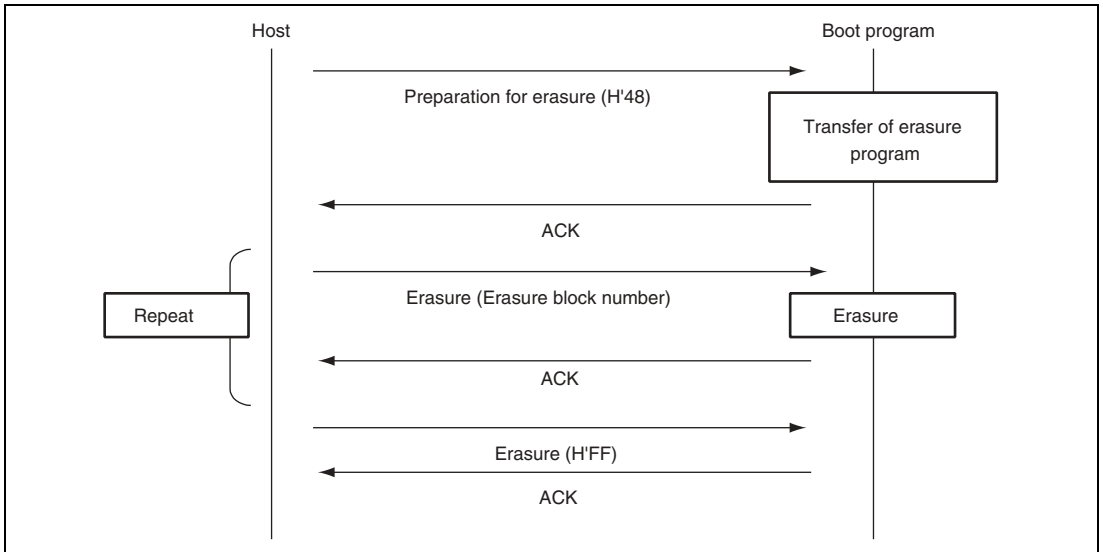 Host
Boot program
Preparation for erasure (H'48)
Transfer of erasure
program
ACK
Erasure (Erasure block number)
Repeat
Erasure
ACK
Erasure (H'FF)
ACK